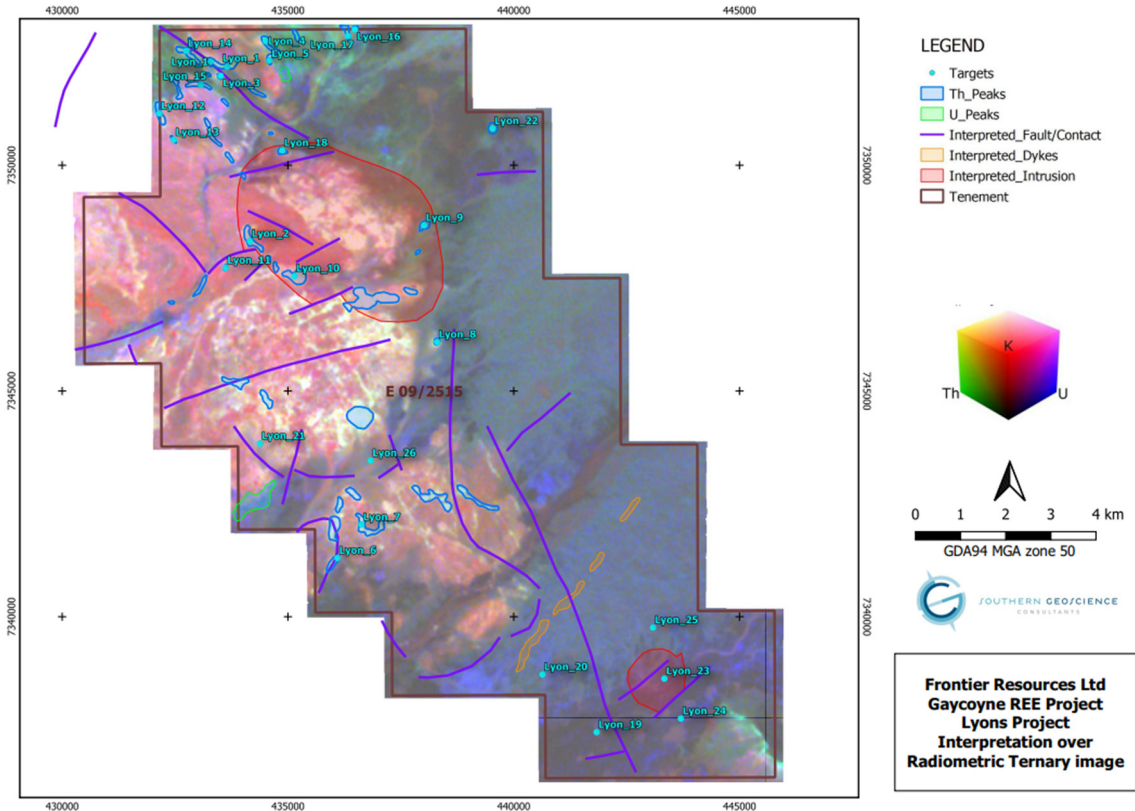 430000
435000
440000
445000
7350000
7345000
7340000
Lyon_16
Lyon_17
Lyon_4
Lyon_14
Lyon_5
Lyon_1
Lyon_1
Lyon_3
Lyon_15
Lyon_12
Lyon_13
Lyon_22
Lyon_18
Lyon_9
Lyon_2
Lyon_11
Lyon_10
Lyon_8
E 09/2515
Lyon_21
Lyon_26
Lyon_7
Lyon_6
Lyon_25
Lyon_20
Lyon_23
Lyon_24
Lyon_19
7350000
7345000
7340000
430000
435000
440000
445000
LEGEND
Targets
Th_Peaks
U_Peaks
Interpreted_Fault/Contact
Interpreted_Dykes
Interpreted_Intrusion
Tenement
K
Th
U
0 1 2 3 4 km
GDA94 MGA zone 50
SOUTHERN GEOSCIENCE
CONSULTANTS
Frontier Resources Ltd
Gaycoyne REE Project
Lyons Project
Interpretation over
Radiometric Ternary image